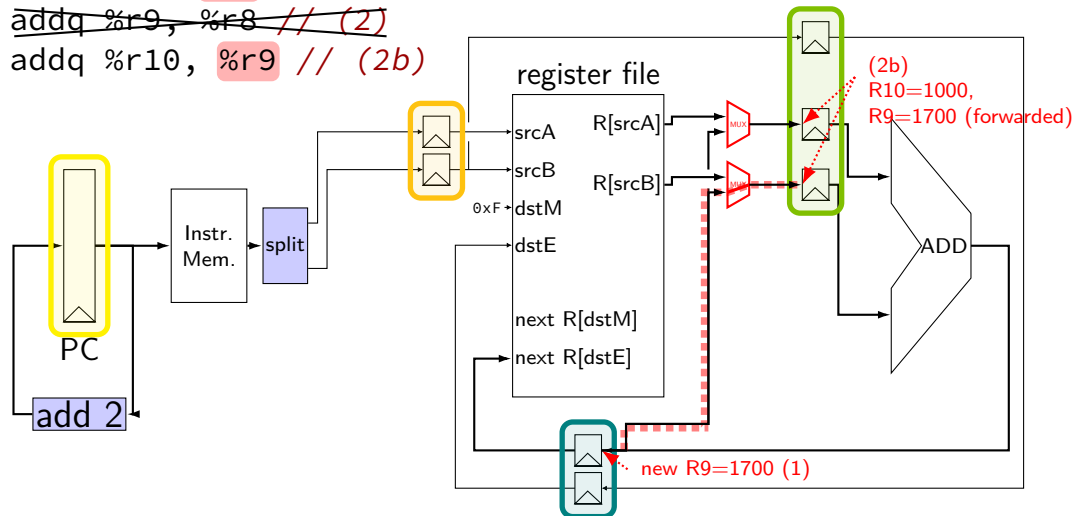 addq %r9, %r8 // (2)
addq %r10, %r9 // (2b)
register file
(2b)
R10=1000,
R9=1700 (forwarded)
srcA
R[srcA]
MUX
srcB
R[srcB]
MUX
0xF
dstM
Instr.
Mem.
split
dstE
ADD
next R[dstM]
PC
next R[dstE]
add 2
new R9=1700 (1)